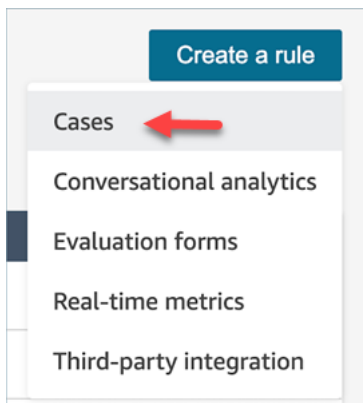 Create a rule
Cases
Conversational analytics
Evaluation forms
Real-time metrics
Third-party integration